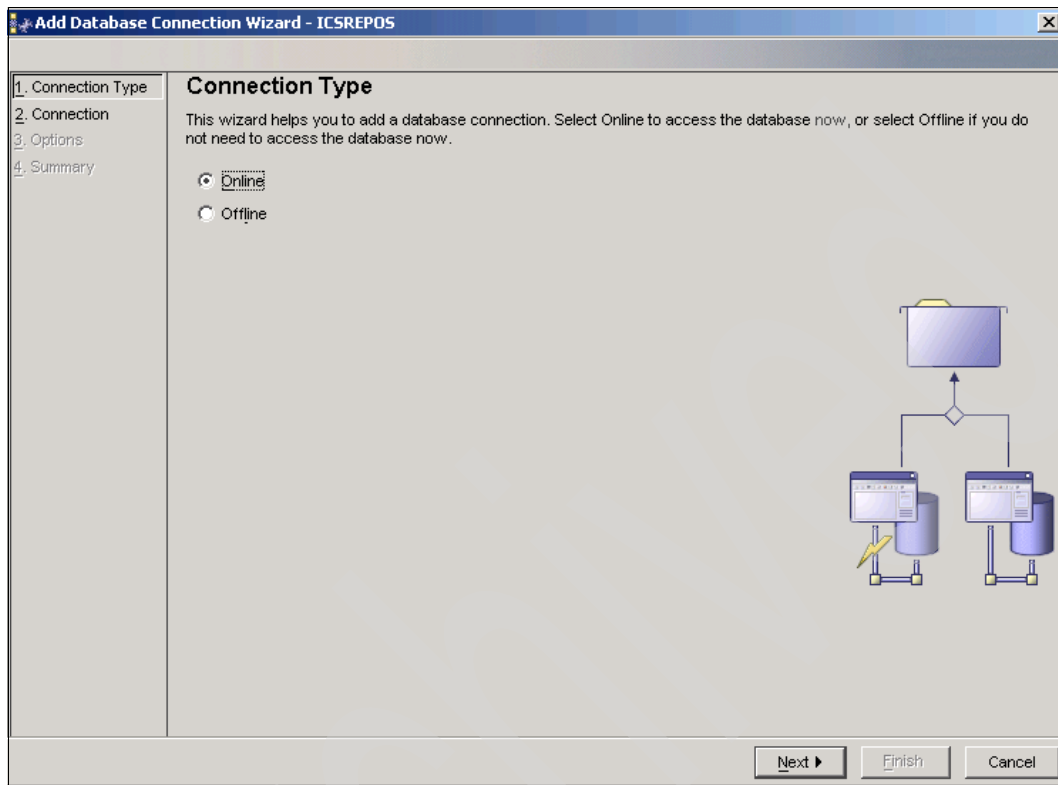 Add Database Connection Wizard - ICSREPOS
1. Connection Type
2. Connection
3. Options
4. Summary
Connection Type
This wizard helps you to add a database connection. Select Online to access the database now, or select Offline if you do
not need to access the database now.
Online
Offline
Next
Finish
Cancel